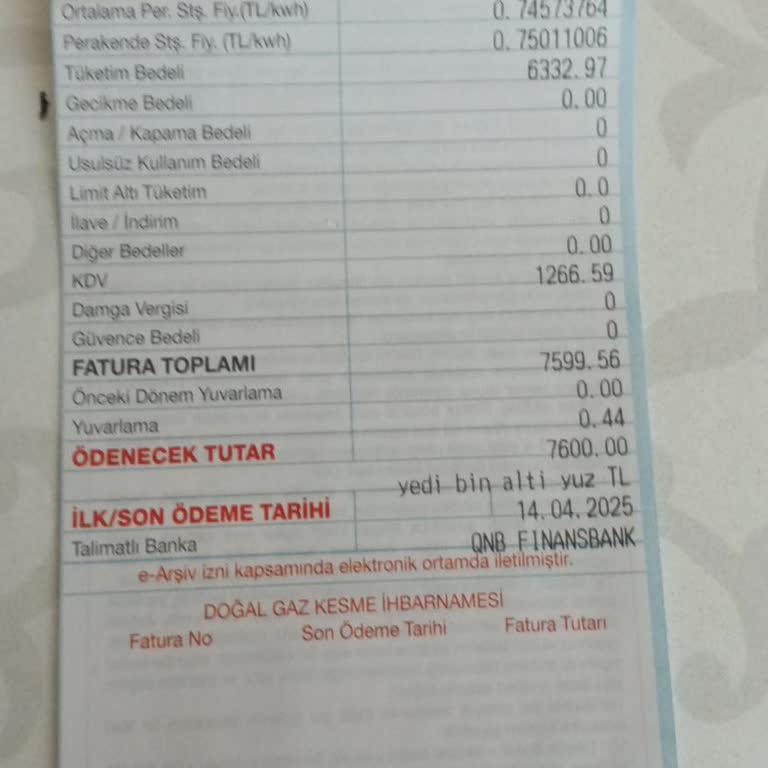 Ortalama Per. Stş. Fiy.(TL/kwh) 0.74573764
Perakende Stş. Fiy. (TL/kwh) 0.75011006
Tüketim Bedeli 6332.97
Gecikme Bedeli 0.00
Açma / Kapama Bedeli 0
Usulsüz Kullanım Bedeli 0
Limit Altı Tüketim 0.0
İlave / İndirim 0
Diğer Bedeller 0.00
KDV 1266.59
Damga Vergisi 0
Güvence Bedeli 0
FATURA TOPLAMI 7599.56
Önceki Dönem Yuvarlama 0.00
Yuvarlama 0.44
ÖDENECEK TUTAR 7600.00
yedi bin alti yuz TL
İLK/SON ÖDEME TARİHİ 14.04.2025
Talimatlı Banka QNB FINANSBANK
e-Arşiv izni kapsamında elektronik ortamda iletilmiştir.
DOĞAL GAZ KESME İHBARNAMESİ
Fatura No Son Ödeme Tarihi Fatura Tutarı